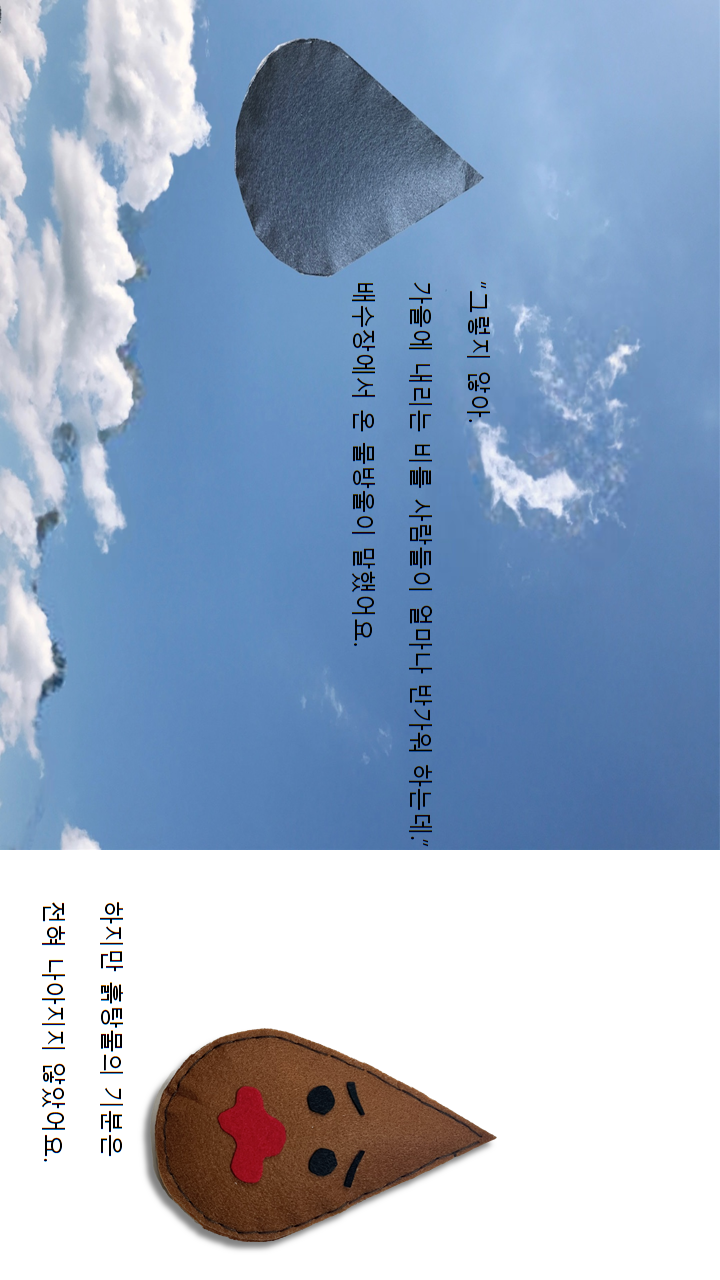 "그렇지 않아.
가을에 내리는 비를 사람들이 얼마나 반가워 하는데."
배수장에서 온 물방울이 말했어요.
하지만 흙탕물의 기분은
전혀 나아지지 않았어요.